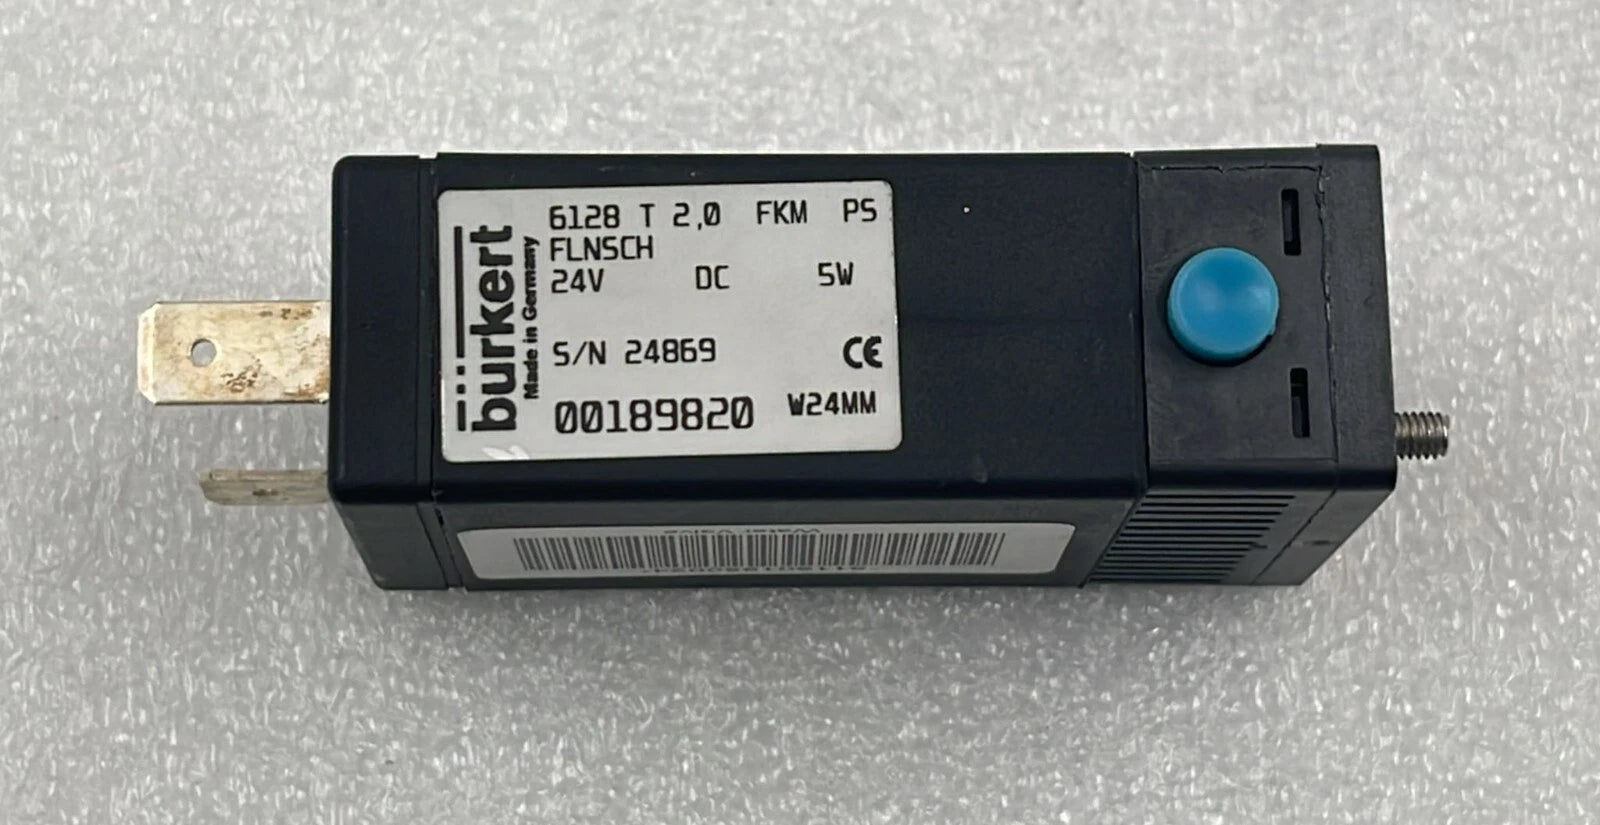 bürkert
Made in Germany
6128 T 2,0 FKM PS
FLNSCH
24V DC 5W
S/N 24869
CE
00189820 W24MM